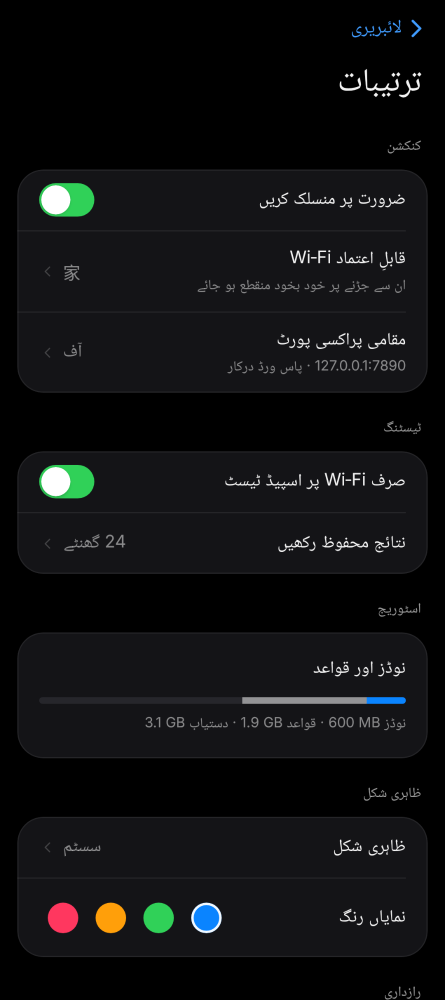 لائبریری
ترتیبات
کنکشن
ضرورت پر منسلک کریں
قابلِ اعتماد Wi-Fi
ان سے جڑنے پر خود بخود منقطع ہو جائے
家
مقامی پراکسی پورٹ
127.0.0.1:7890 · پاس ورڈ درکار
آف
ٹیسٹنگ
صرف Wi-Fi پر اسپیڈ ٹیسٹ
نتائج محفوظ رکھیں
24 گھنٹے
اسٹوریج
نوڈز اور قواعد
نوڈز 600 MB · قواعد 1.9 GB · دستیاب 3.1 GB
ظاہری شکل
ظاہری شکل
سسٹم
نمایاں رنگ
رازداری